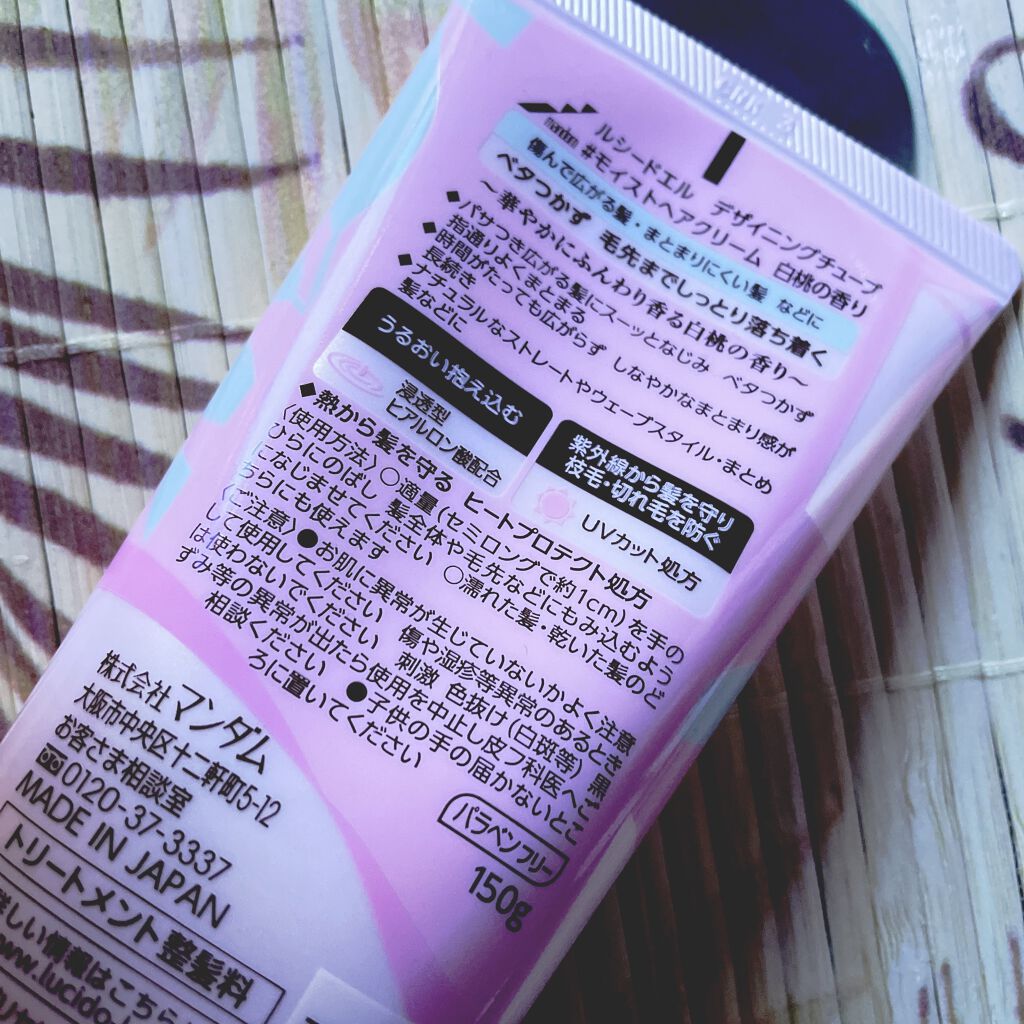 mandom
ルシードエル デザイニングチューブ
#モイストヘアクリーム 白桃の香り
傷んで広がる髪・まとまりにくい髪 などに
ベタつかず 毛先までしっとり落ち着く
～華やかにふんわり香る白桃の香り～
◆パサつき広がる髪にスーッとなじみ ベタつかず
指通りよくまとまる
◆時間がたっても広がらず しなやかなまとまり感が
長続き
◆ナチュラルなストレートやウェーブスタイル・まとめ
髪などに
うるおい抱え込む
浸透型
ヒアルロン酸配合
紫外線から髪を守り
枝毛・切れ毛を防ぐ
UVカット処方
◆熱から髪を守る ヒートプロテクト処方
〈使用方法〉○適量(セミロングで約1cm)を手の
ひらにのばし 髪全体や毛先などにもみ込むよう
になじませてください ○濡れた髪・乾いた髪のど
ちらにも使えます
〈ご注意〉●お肌に異常が生じていないかよく注意
して使用してください 傷や湿疹等異常のあるとき
は使わないでください 刺激 色抜け(白斑等) 黒
ずみ等の異常が出たら使用を中止し皮フ科医へご
相談ください ●子供の手の届かないとこ
ろに置いてください
パラベンフリー
150g
株式会社 マンダム
大阪市中央区十二軒町5-12
お客さま相談室
0120-37-3337
MADE IN JAPAN
トリートメント 整髪料
詳しい情報はこちら
www.lucido-